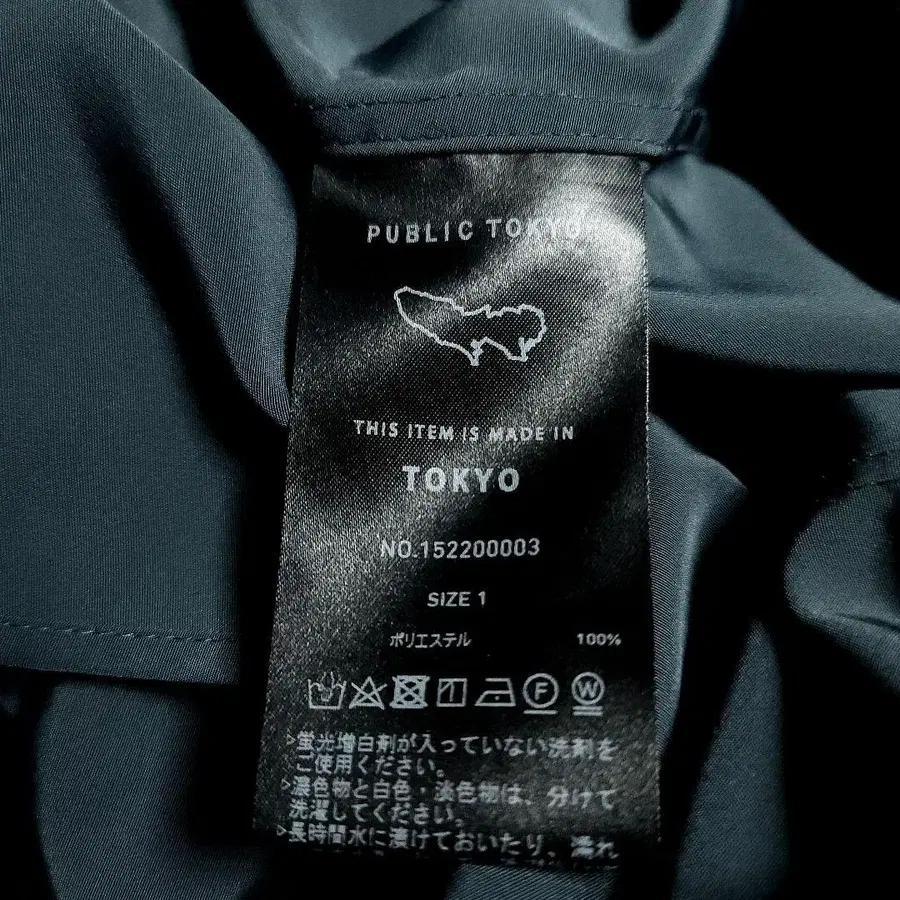 PUBLIC TOKYO
THIS ITEM IS MADE IN
TOKYO
NO.152200003
SIZE 1
ポリエステル 100%
F W
>蛍光増白剤が入っていない洗剤を
ご使用ください。
>濃色物と白色・淡色物は、分けて
洗濯してください。
>長時間水に漬けておいたり、濡れ